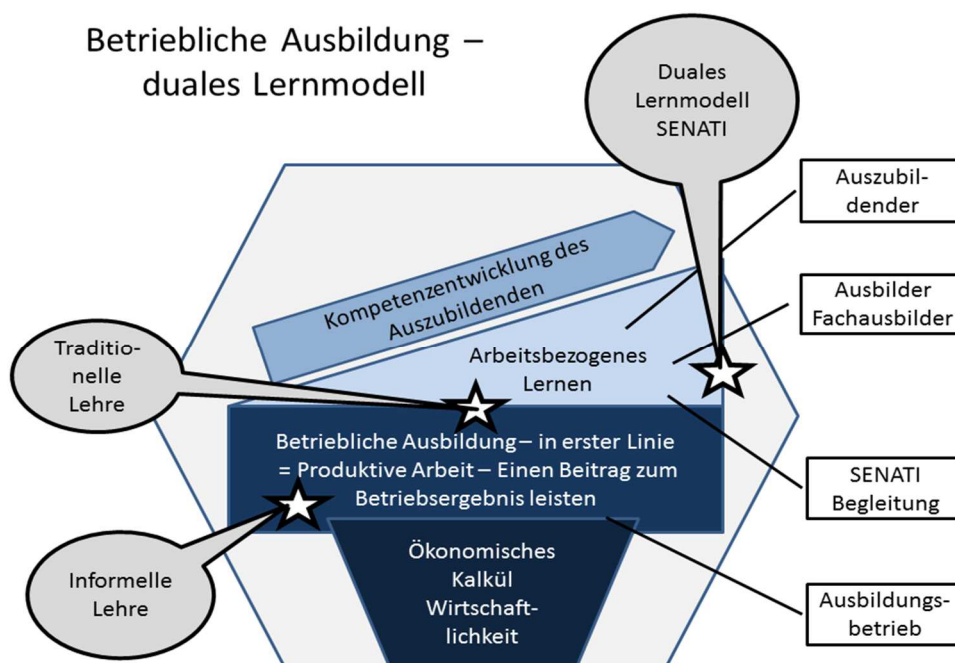 Betriebliche Ausbildung –
duales Lernmodell
Duales
Lernmodell
SENATI
Auszubil-
dender
Kompetenzentwicklung des
Auszubildenden
Ausbilder
Fachausbilder
Traditio-
nelle
Lehre
Arbeitsbezogenes
Lernen
Betriebliche Ausbildung – in erster Linie
= Produktive Arbeit – Einen Beitrag zum
Betriebsergebnis leisten
SENATI
Begleitung
Informelle
Lehre
Ökonomisches
Kalkül
Wirtschaft-
lichkeit
Ausbildungs-
betrieb